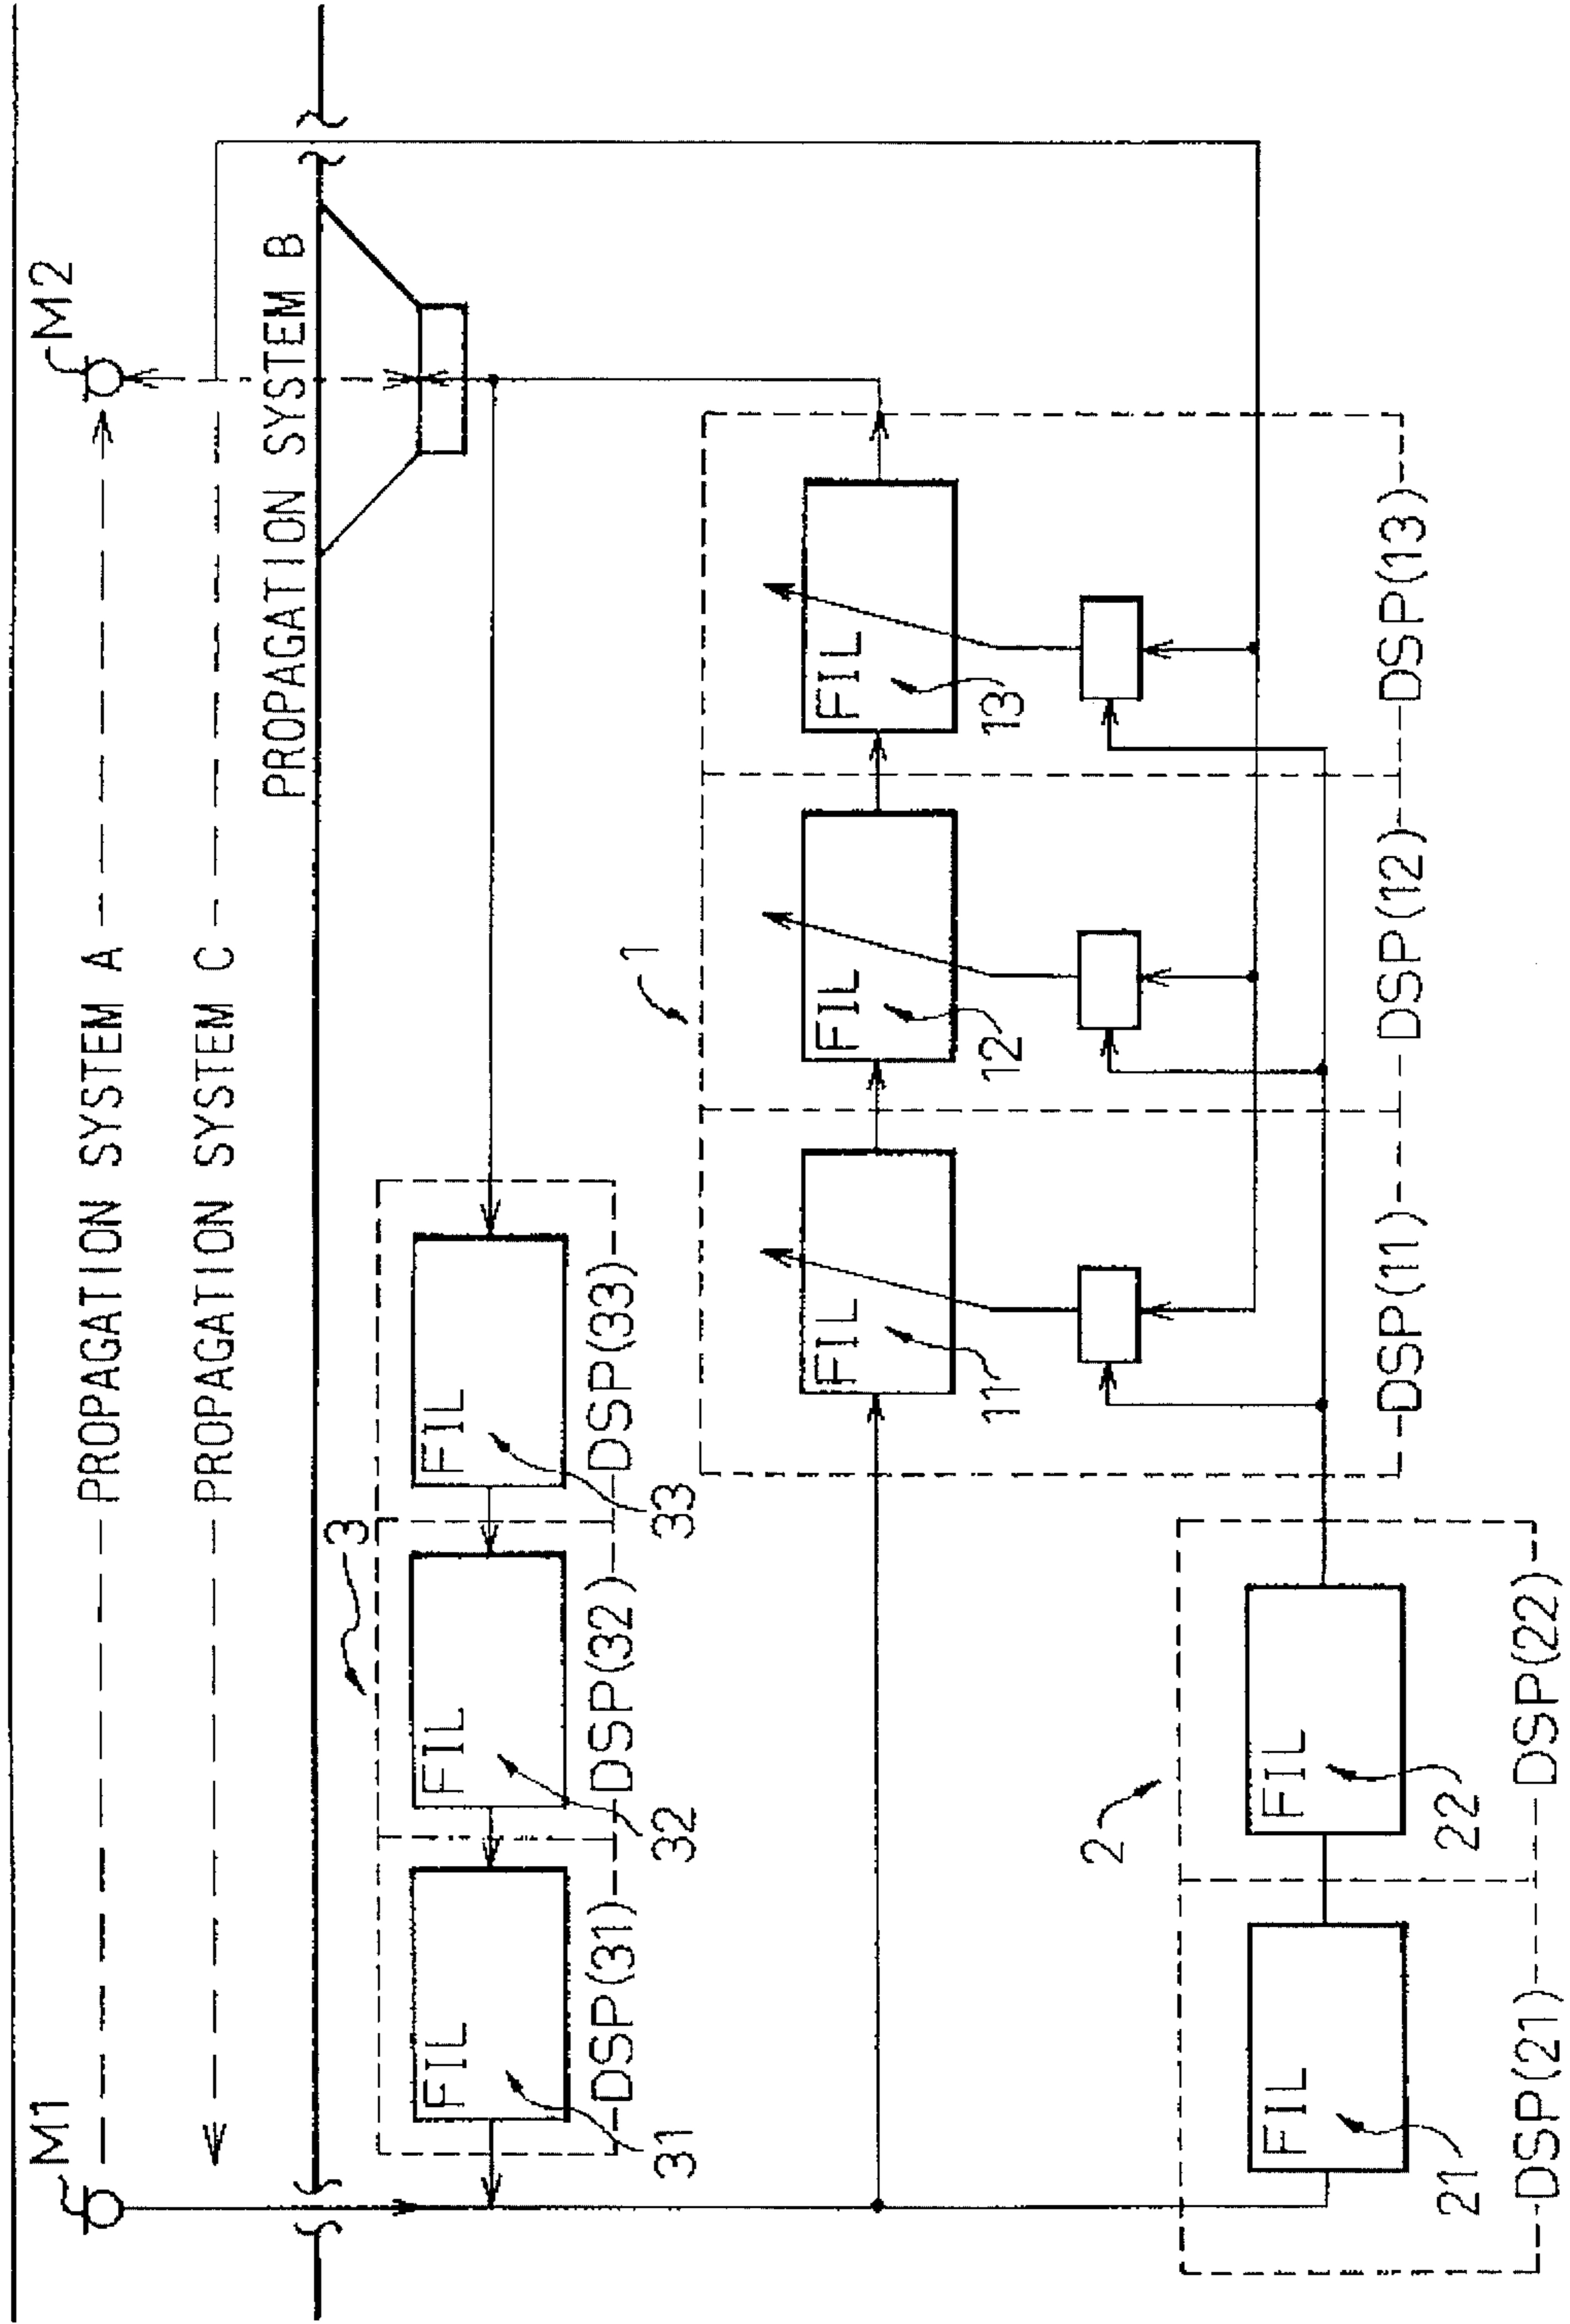 M1
M2
PROPAGATION SYSTEM A
PROPAGATION SYSTEM C
PROPAGATION SYSTEM B
3
FIL
FIL
FIL
31
32
33
DSP(31)
DSP(32)
DSP(33)
1
FIL
FIL
FIL
11
12
13
DSP(11)
DSP(12)
DSP(13)
2
FIL
FIL
21
22
DSP(21)
DSP(22)